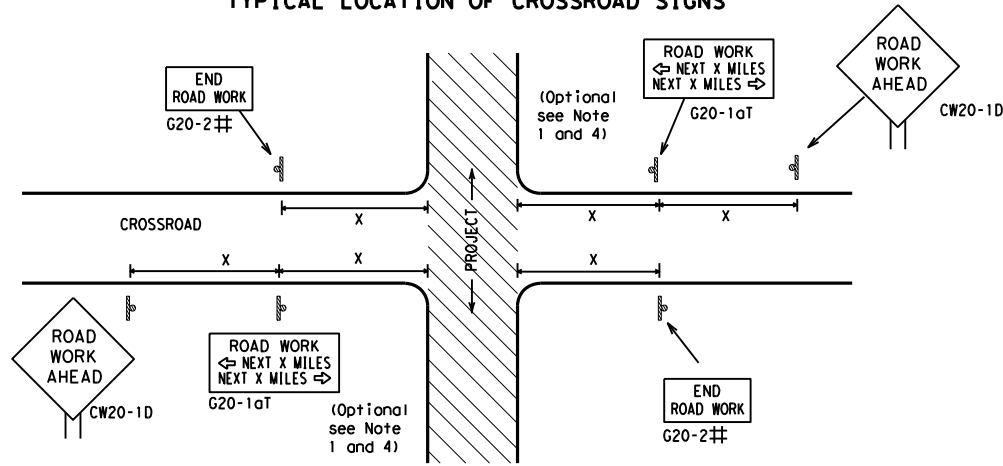 TYPICAL LOCATION OF CROSSROAD SIGNS
END
ROAD WORK
G20-2#
ROAD WORK
⇦ NEXT X MILES
NEXT X MILES ⇨
G20-1aT
(Optional
see Note
1 and 4)
ROAD
WORK
AHEAD
CW20-1D
X
X
X
CROSSROAD
PROJECT
X
X
X
ROAD
WORK
AHEAD
CW20-1D
ROAD WORK
⇦ NEXT X MILES
NEXT X MILES ⇨
G20-1aT
(Optional
see Note
1 and 4)
END
ROAD WORK
G20-2#